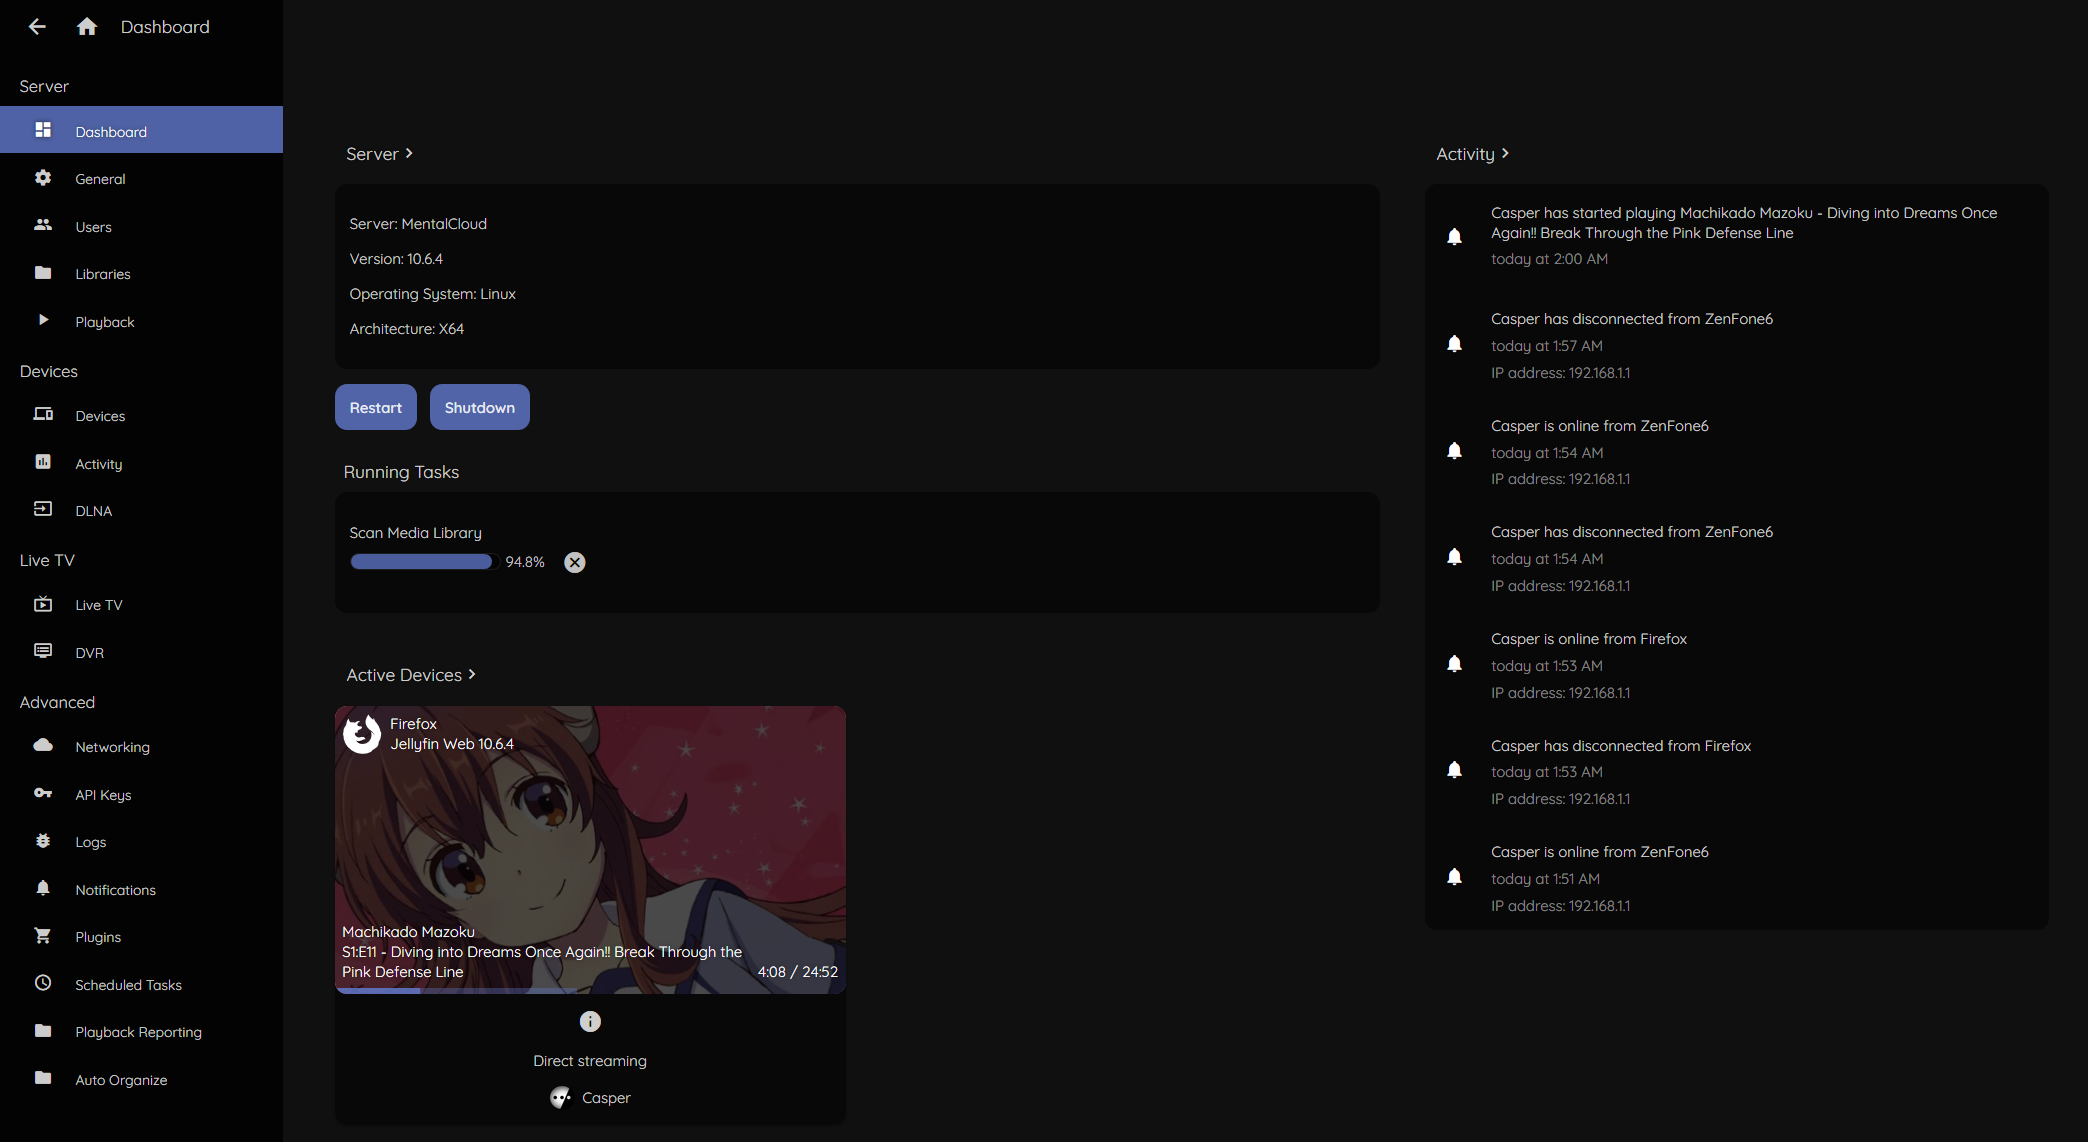 Dashboard
Server
Dashboard
General
Users
Libraries
Playback
Devices
Devices
Activity
DLNA
Live TV
Live TV
DVR
Advanced
Networking
API Keys
Logs
Notifications
Plugins
Scheduled Tasks
Playback Reporting
Auto Organize
Server
Server: MentalCloud
Version: 10.6.4
Operating System: Linux
Architecture: X64
Restart
Shutdown
Running Tasks
Scan Media Library
94.8%
Active Devices
Firefox
Jellyfin Web 10.6.4
Machikado Mazoku
S1:E11 - Diving into Dreams Once Again!! Break Through the
Pink Defense Line
4:08 / 24:52
Direct streaming
Casper
Activity
Casper has started playing Machikado Mazoku - Diving into Dreams Once
Again!! Break Through the Pink Defense Line
today at 2:00 AM
Casper has disconnected from ZenFone6
today at 1:57 AM
IP address: 192.168.1.1
Casper is online from ZenFone6
today at 1:54 AM
IP address: 192.168.1.1
Casper has disconnected from ZenFone6
today at 1:54 AM
IP address: 192.168.1.1
Casper is online from Firefox
today at 1:53 AM
IP address: 192.168.1.1
Casper has disconnected from Firefox
today at 1:53 AM
IP address: 192.168.1.1
Casper is online from ZenFone6
today at 1:51 AM
IP address: 192.168.1.1